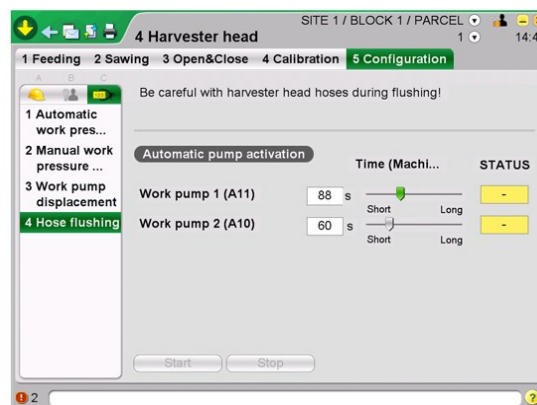 SITE 1 / BLOCK 1 / PARCEL
4 Harvester head
1
14:4
1 Feeding 2 Sawing 3 Open&Close 4 Calibration 5 Configuration
A B C
Be careful with harvester head hoses during flushing!
1 Automatic
work pres...
2 Manual work
pressure ...
3 Work pump
displacement
4 Hose flushing
Automatic pump activation
Time (Machi...
STATUS
Work pump 1 (A11) 88 s
-
Short Long
Work pump 2 (A10) 60 s
-
Short Long
Start Stop
2
?